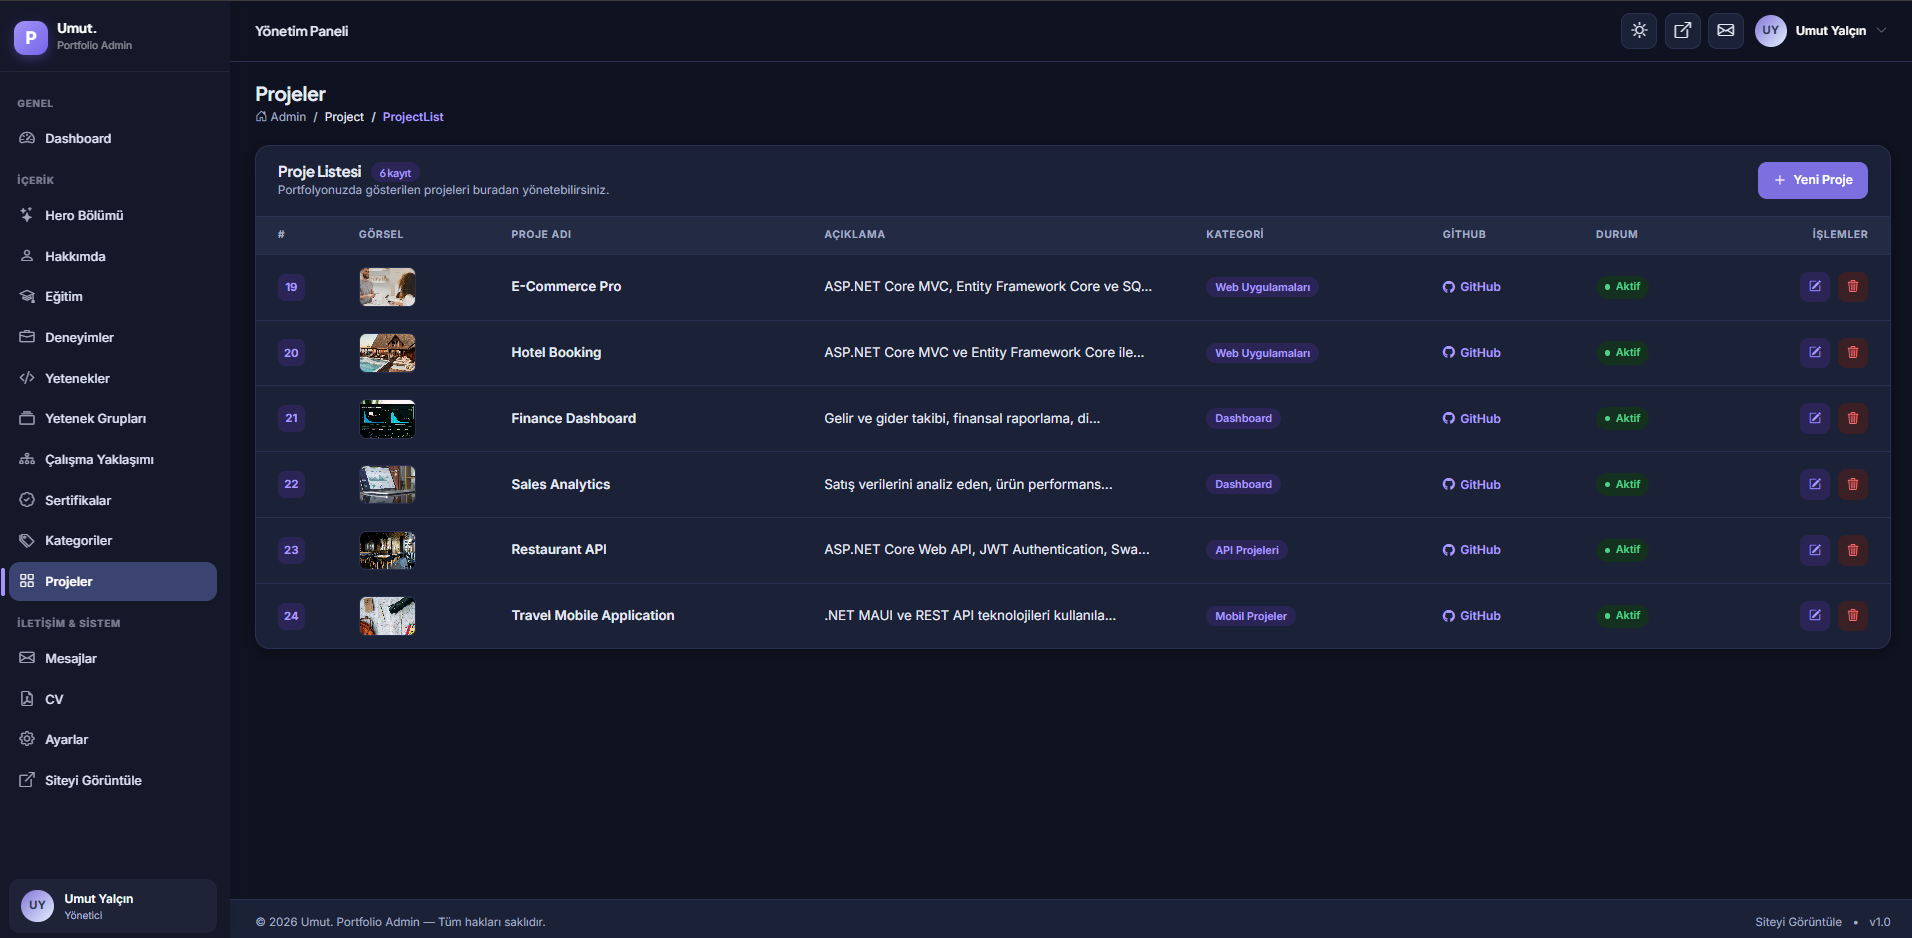 P
Umut.
Portfolio Admin
GENEL
Dashboard
İÇERİK
Hero Bölümü
Hakkımda
Eğitim
Deneyimler
Yetenekler
Yetenek Grupları
Çalışma Yaklaşımı
Sertifikalar
Kategoriler
Projeler
İLETİŞİM & SİSTEM
Mesajlar
CV
Ayarlar
Siteyi Görüntüle
UY
Umut Yalçın
Yönetici
Yönetim Paneli
UY Umut Yalçın
Projeler
Admin / Project / ProjectList
Proje Listesi 6 kayıt
Portfolyonuzda gösterilen projeleri buradan yönetebilirsiniz.
+ Yeni Proje
# GÖRSEL PROJE ADI AÇIKLAMA KATEGORİ GİTHUB DURUM İŞLEMLER
19 E-Commerce Pro ASP.NET Core MVC, Entity Framework Core ve SQ... Web Uygulamaları GitHub Aktif
20 Hotel Booking ASP.NET Core MVC ve Entity Framework Core ile... Web Uygulamaları GitHub Aktif
21 Finance Dashboard Gelir ve gider takibi, finansal raporlama, di... Dashboard GitHub Aktif
22 Sales Analytics Satış verilerini analiz eden, ürün performans... Dashboard GitHub Aktif
23 Restaurant API ASP.NET Core Web API, JWT Authentication, Swa... API Projeleri GitHub Aktif
24 Travel Mobile Application .NET MAUI ve REST API teknolojileri kullanıla... Mobil Projeler GitHub Aktif
© 2026 Umut. Portfolio Admin — Tüm hakları saklıdır.
Siteyi Görüntüle • v1.0